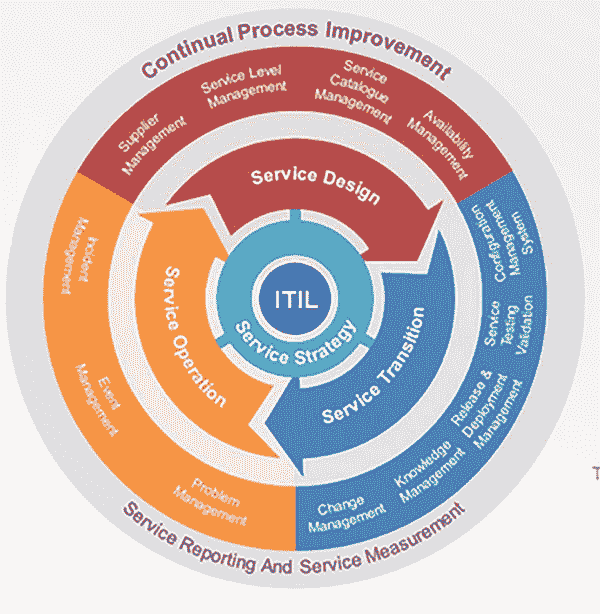 Continual Process Improvement
Supplier
Management
Service Level
Management
Service
Catalogue
Management
Availability
Management
Service Design
System
Management
Configuration
Service
Testing
Validation
Release &
Deployment
Management
Knowledge
Management
Change
Management
Service Transition
Problem
Management
Event
Management
Incident
Management
Service Operation
ITIL
Service Strategy
Service Reporting And Service Measurement
T